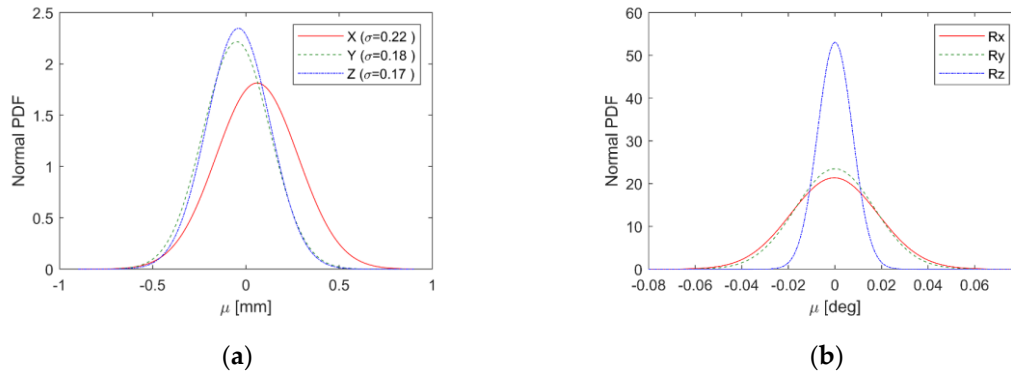 2.5
2
1.5
1
0.5
0
Normal PDF
-1
-0.5
0
0.5
1
μ [mm]
X (σ=0.22 )
Y (σ=0.18 )
Z (σ=0.17 )
(a)
60
50
40
30
20
10
0
Normal PDF
-0.08
-0.06
-0.04
-0.02
0
0.02
0.04
0.06
μ [deg]
Rx
Ry
Rz
(b)